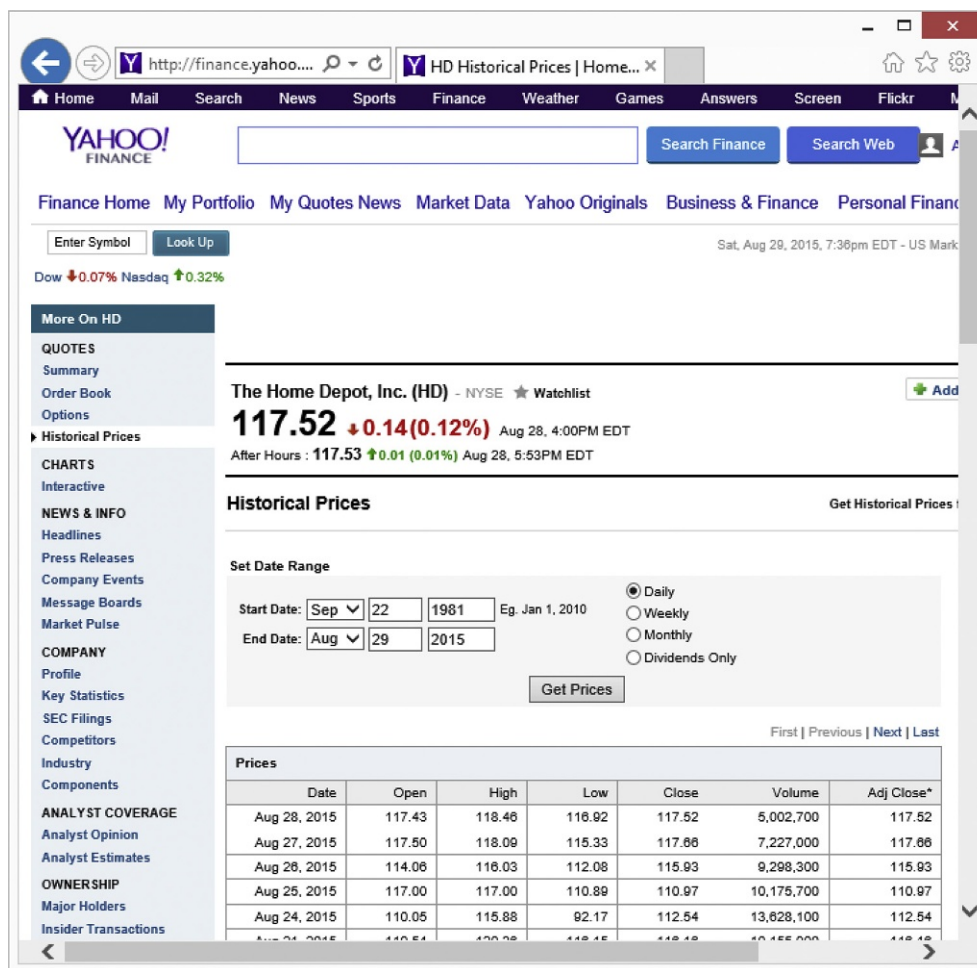 http://finance.yahoo....
HD Historical Prices | Home...
Home Mail Search News Sports Finance Weather Games Answers Screen Flickr
YAHOO!
FINANCE
Search Finance Search Web
Finance Home My Portfolio My Quotes News Market Data Yahoo Originals Business & Finance Personal Financ
Enter Symbol Look Up
Sat, Aug 29, 2015, 7:36pm EDT - US Mark
Dow 0.07% Nasdaq 0.32%
More On HD
QUOTES
Summary
Order Book
Options
Historical Prices
CHARTS
Interactive
NEWS & INFO
Headlines
Press Releases
Company Events
Message Boards
Market Pulse
COMPANY
Profile
Key Statistics
SEC Filings
Competitors
Industry
Components
ANALYST COVERAGE
Analyst Opinion
Analyst Estimates
OWNERSHIP
Major Holders
Insider Transactions
The Home Depot, Inc. (HD) - NYSE Watchlist
Add
117.52 0.14(0.12%) Aug 28, 4:00PM EDT
After Hours : 117.53 0.01 (0.01%) Aug 28, 5:53PM EDT
Historical Prices
Get Historical Prices
Set Date Range
Start Date: Sep 22 1981 Eg. Jan 1, 2010
End Date: Aug 29 2015
Daily
Weekly
Monthly
Dividends Only
Get Prices
First | Previous | Next | Last
Prices
Date Open High Low Close Volume Adj Close*
Aug 28, 2015 117.43 118.46 116.92 117.52 5,002,700 117.52
Aug 27, 2015 117.50 118.09 115.33 117.66 7,227,000 117.66
Aug 26, 2015 114.06 116.03 112.08 115.93 9,298,300 115.93
Aug 25, 2015 117.00 117.00 110.89 110.97 10,175,700 110.97
Aug 24, 2015 110.05 115.88 92.17 112.54 13,628,100 112.54